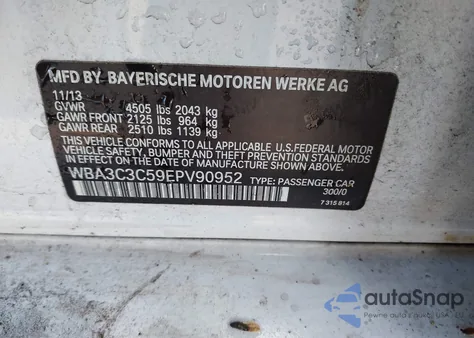 MFD BY BAYERISCHE MOTOREN WERKE AG
11/13
GVWR 4505 lbs 2043 kg
GAWR FRONT 2125 lbs 964 kg
GAWR REAR 2510 lbs 1139 kg
THIS VEHICLE CONFORMS TO ALL APPLICABLE U.S.FEDERAL MOTOR
VEHICLE SAFETY, BUMPER, AND THEFT PREVENTION
STANDARDS IN EFFECT ON THE DATE OF MANUFACTURE SHOWN ABOVE.
WBA3C3C59EPV90952 TYPE: PASSENGER CAR
300/0
7 315 814
autoSnap
Pewne auta z USA